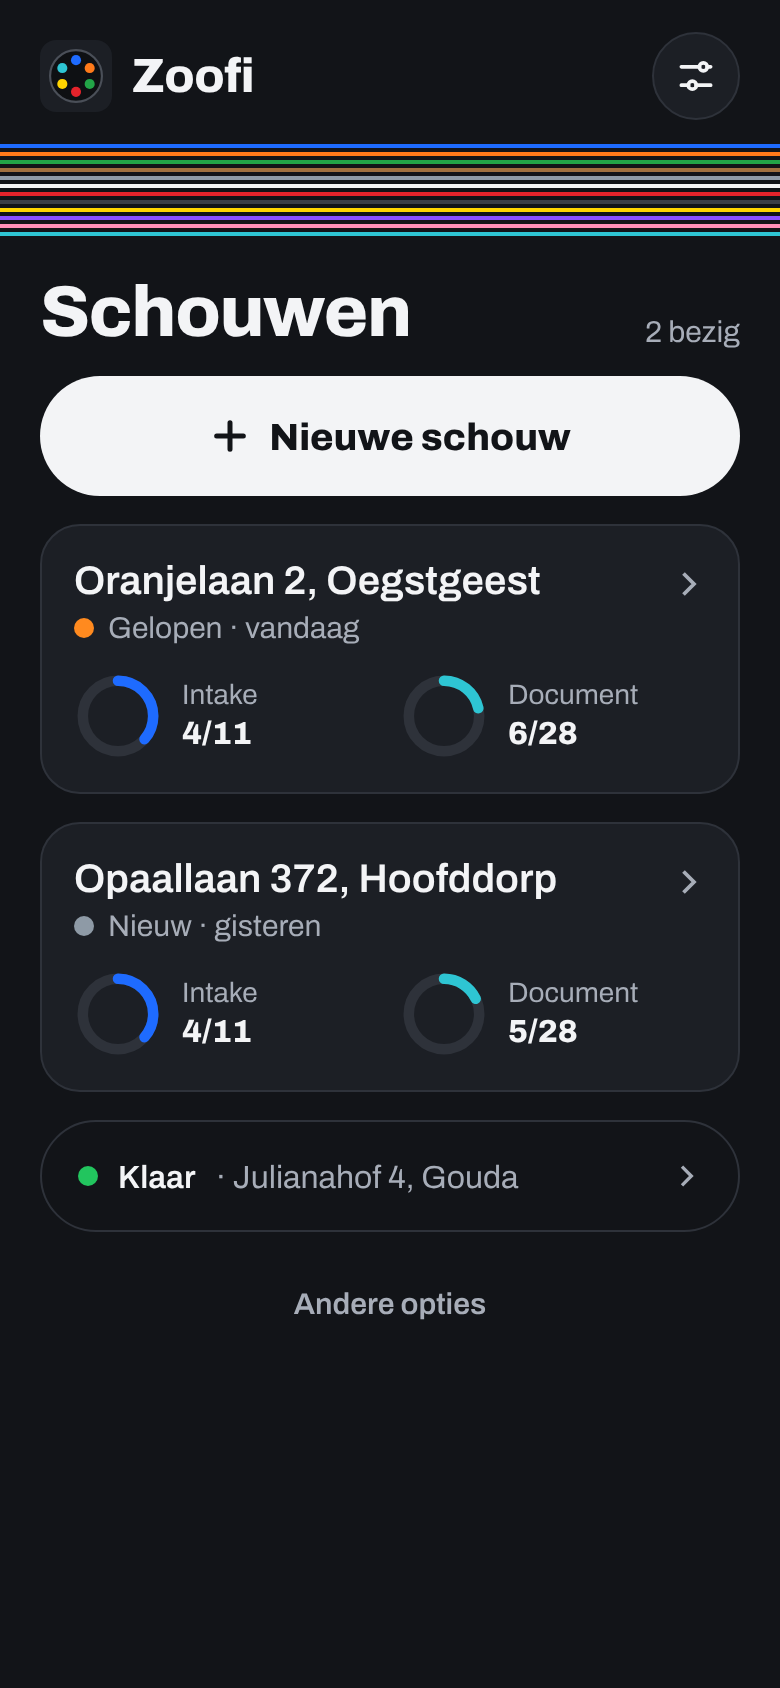 Zoofi
Schouwen
2 bezig
Nieuwe schouw
Oranjelaan 2, Oegstgeest
Gelopen · vandaag
Intake
4/11
Document
6/28
Opaallaan 372, Hoofddorp
Nieuw · gisteren
Intake
4/11
Document
5/28
Klaar · Julianahof 4, Gouda
Andere opties